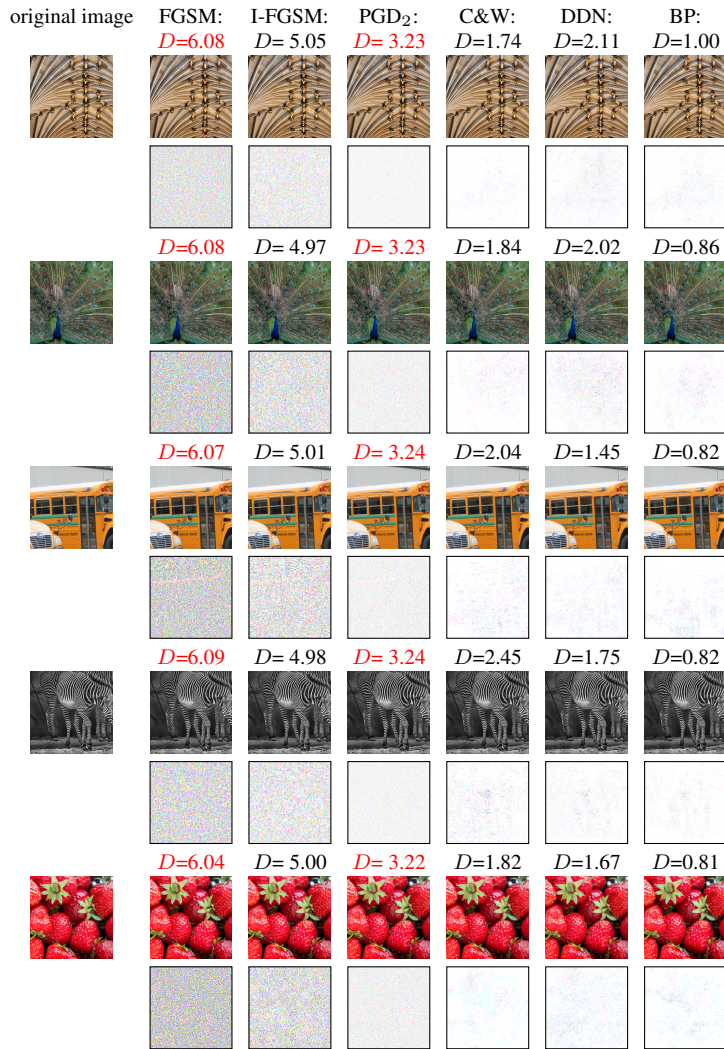 original image FGSM: I-FGSM: PGD₂: C&W: DDN: BP:
D=6.08 D= 5.05 D= 3.23 D=1.74 D=2.11 D=1.00
D=6.08 D= 4.97 D= 3.23 D=1.84 D=2.02 D=0.86
D=6.07 D= 5.01 D= 3.24 D=2.04 D=1.45 D=0.82
D=6.09 D= 4.98 D= 3.24 D=2.45 D=1.75 D=0.82
D=6.04 D= 5.00 D= 3.22 D=1.82 D=1.67 D=0.81